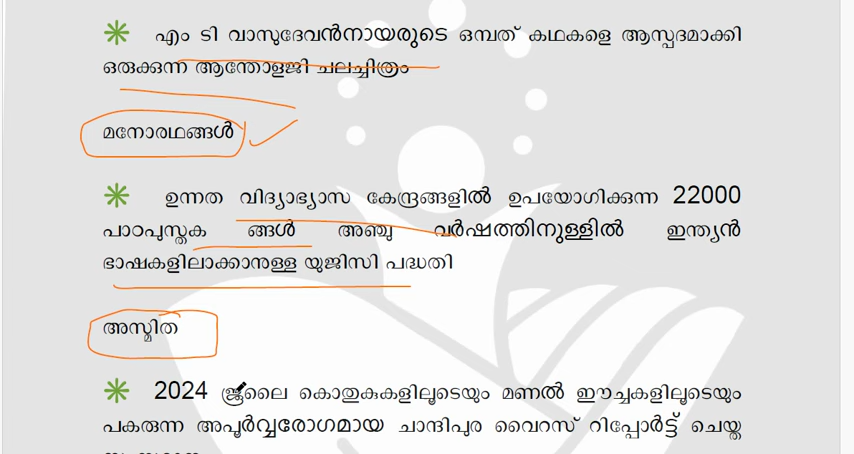 എം ടി വാസുദേവൻനായരുടെ ഒമ്പത് കഥകളെ ആസ്പദമാക്കി
ഒരുക്കുന്ന ആന്തോളജി ചലച്ചിത്രം
മനോരഥങ്ങൾ
ഉന്നത വിദ്യാഭ്യാസ കേന്ദ്രങ്ങളിൽ ഉപയോഗിക്കുന്ന 22000
പാഠപുസ്തക ങ്ങൾ അഞ്ചു വർഷത്തിനുള്ളിൽ ഇന്ത്യൻ
ഭാഷകളിലാക്കാനുള്ള യുജിസി പദ്ധതി
അസ്മിത
2024 ജൂലൈ കൊതുകുകളിലൂടെയും മണൽ ഈച്ചകളിലൂടെയും
പകരുന്ന അപൂർവ്വരോഗമായ ചാന്ദിപുര വൈറസ് റിപ്പോർട്ട് ചെയ്ത